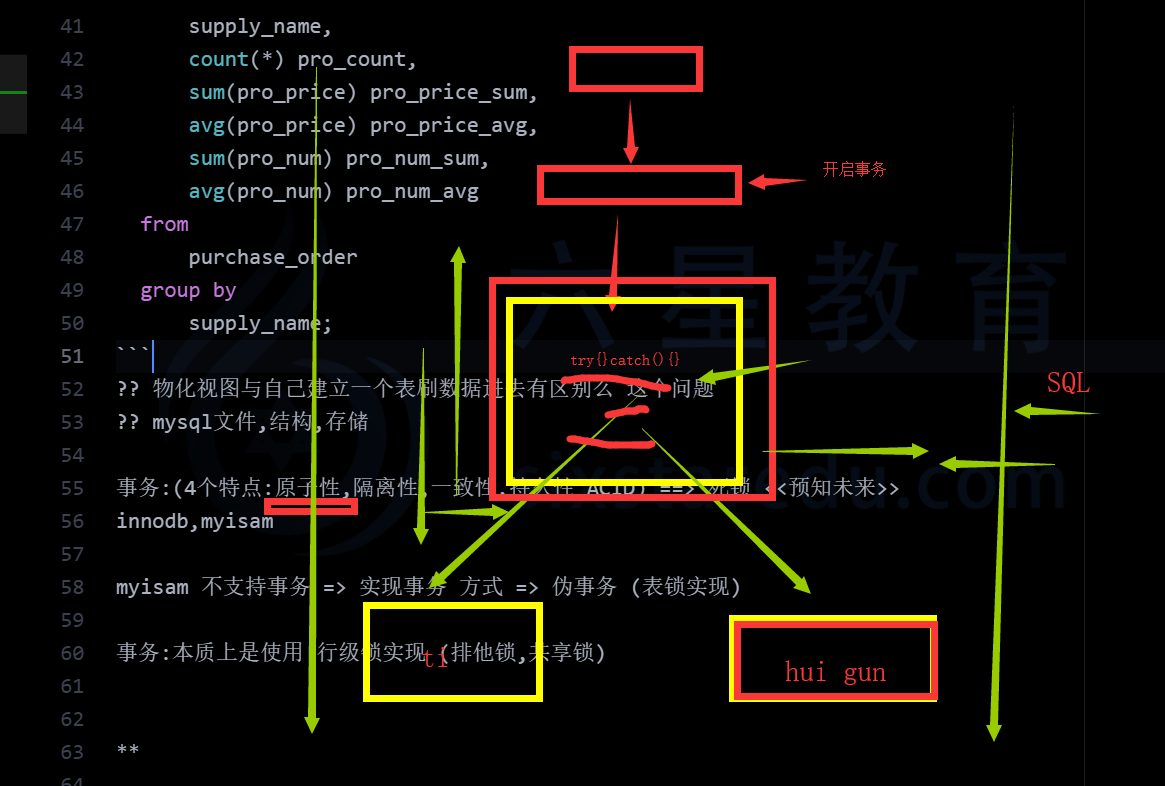 41 supply_name,
42 count(*) pro_count,
43 sum(pro_price) pro_price_sum,
44 avg(pro_price) pro_price_avg,
45 sum(pro_num) pro_num_sum,
46 avg(pro_num) pro_num_avg
开启事务
47 from
48 purchase_order
49 group by
50 supply_name;
六星教育
51 ```
try{}catch(){}
52 ?? 物化视图与自己建立一个表刷数据进去有区别么 这个问题
SQL
53 ?? mysql文件,结构,存储
54
55 事务:(4个特点:原子性,隔离性,一致性,持久性 ACID) ==> 死锁 <<预知未来>>
sixstaredu.com
56 innodb,myisam
57
58 myisam 不支持事务 => 实现事务 方式 => 伪事务 (表锁实现)
59
60 事务:本质上是使用 行级锁实现 (排他锁,共享锁)
ti
hui gun
61
62
63 **
64